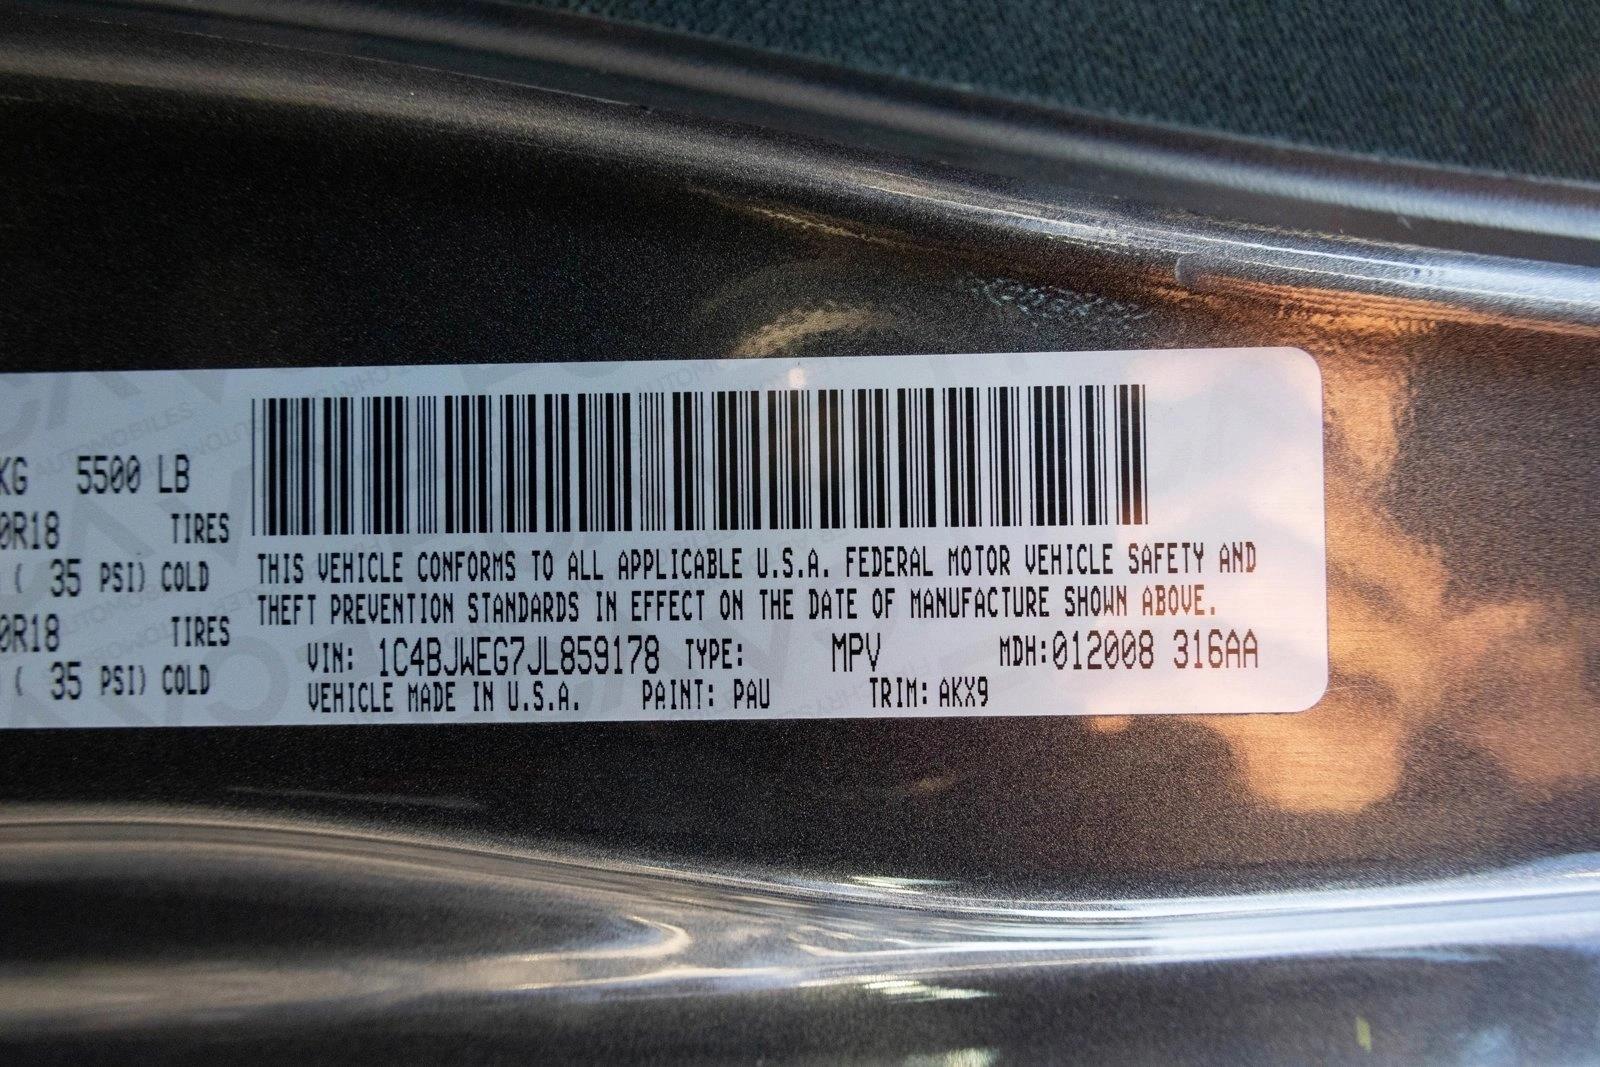 KG 5500 LB
0R18 TIRES
( 35 PSI) COLD
0R18 TIRES
( 35 PSI) COLD
THIS VEHICLE CONFORMS TO ALL APPLICABLE U.S.A. FEDERAL MOTOR VEHICLE SAFETY AND
THEFT PREVENTION STANDARDS IN EFFECT ON THE DATE OF MANUFACTURE SHOWN ABOVE.
VIN: 1C4BJWEG7JL859178 TYPE: MPV MDH:012008 316AA
VEHICLE MADE IN U.S.A. PAINT: PAU TRIM: AKX9